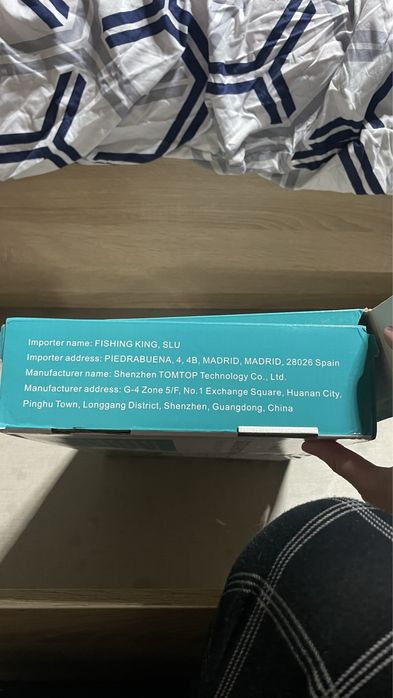 Importer name: FISHING KING, SLU
Importer address: PIEDRABUENA, 4, 4B, MADRID, MADRID, 28026 Spain
Manufacturer name: Shenzhen TOMTOP Technology Co., Ltd.
Manufacturer address: G-4 Zone 5/F, No.1 Exchange Square, Huanan City,
Pinghu Town, Longgang District, Shenzhen, Guangdong, China